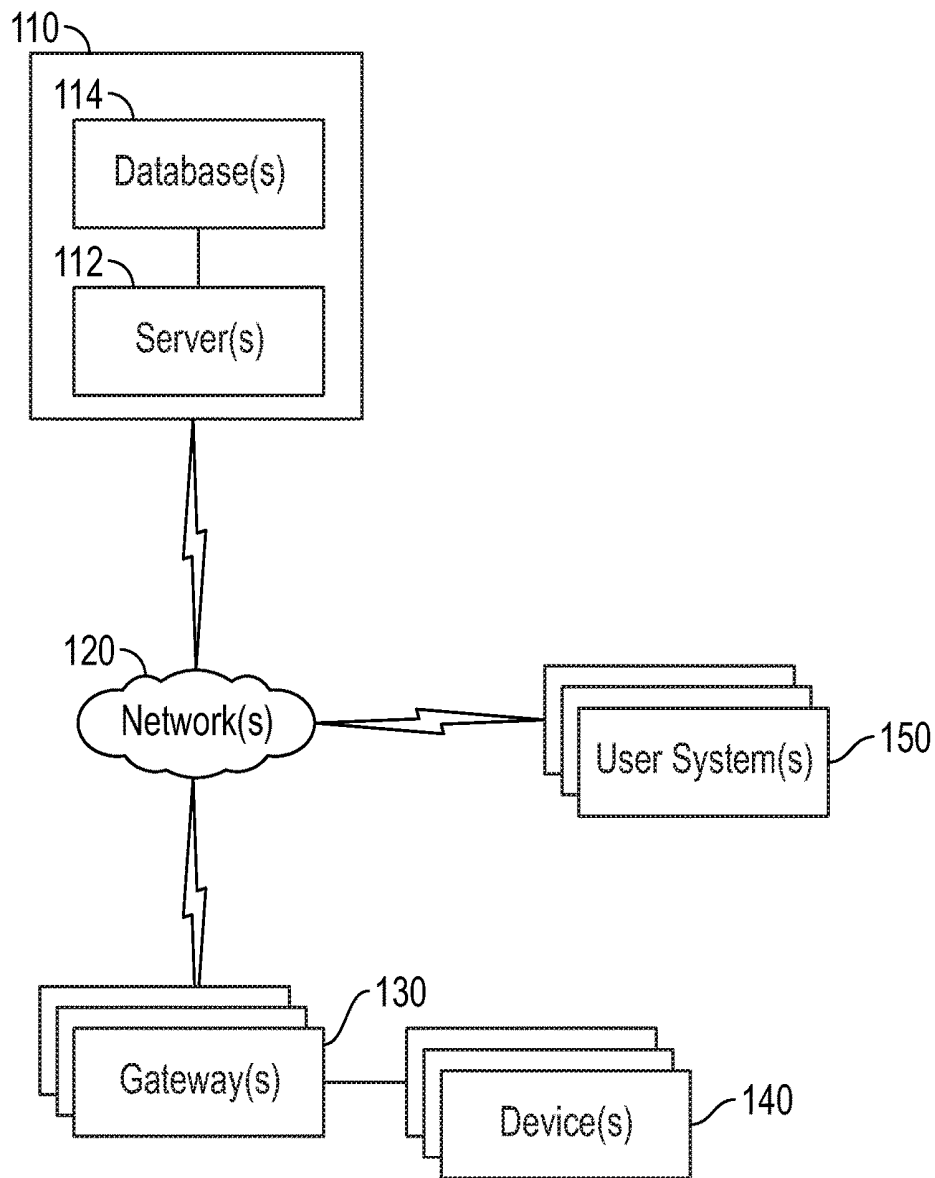 110
114
Database(s)
112
Server(s)
120
Network(s)
User System(s)
150
130
Gateway(s)
Device(s)
140